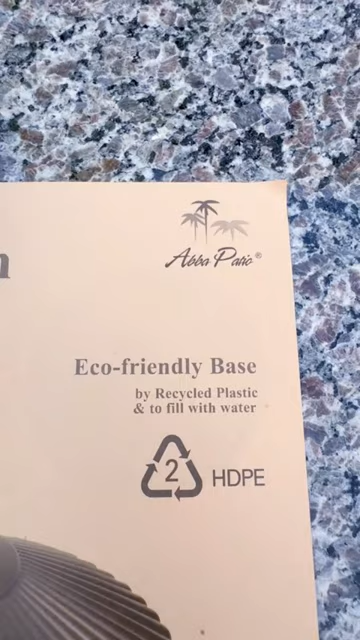 Abba Patio®
Eco-friendly Base
by Recycled Plastic
& to fill with water
2 HDPE